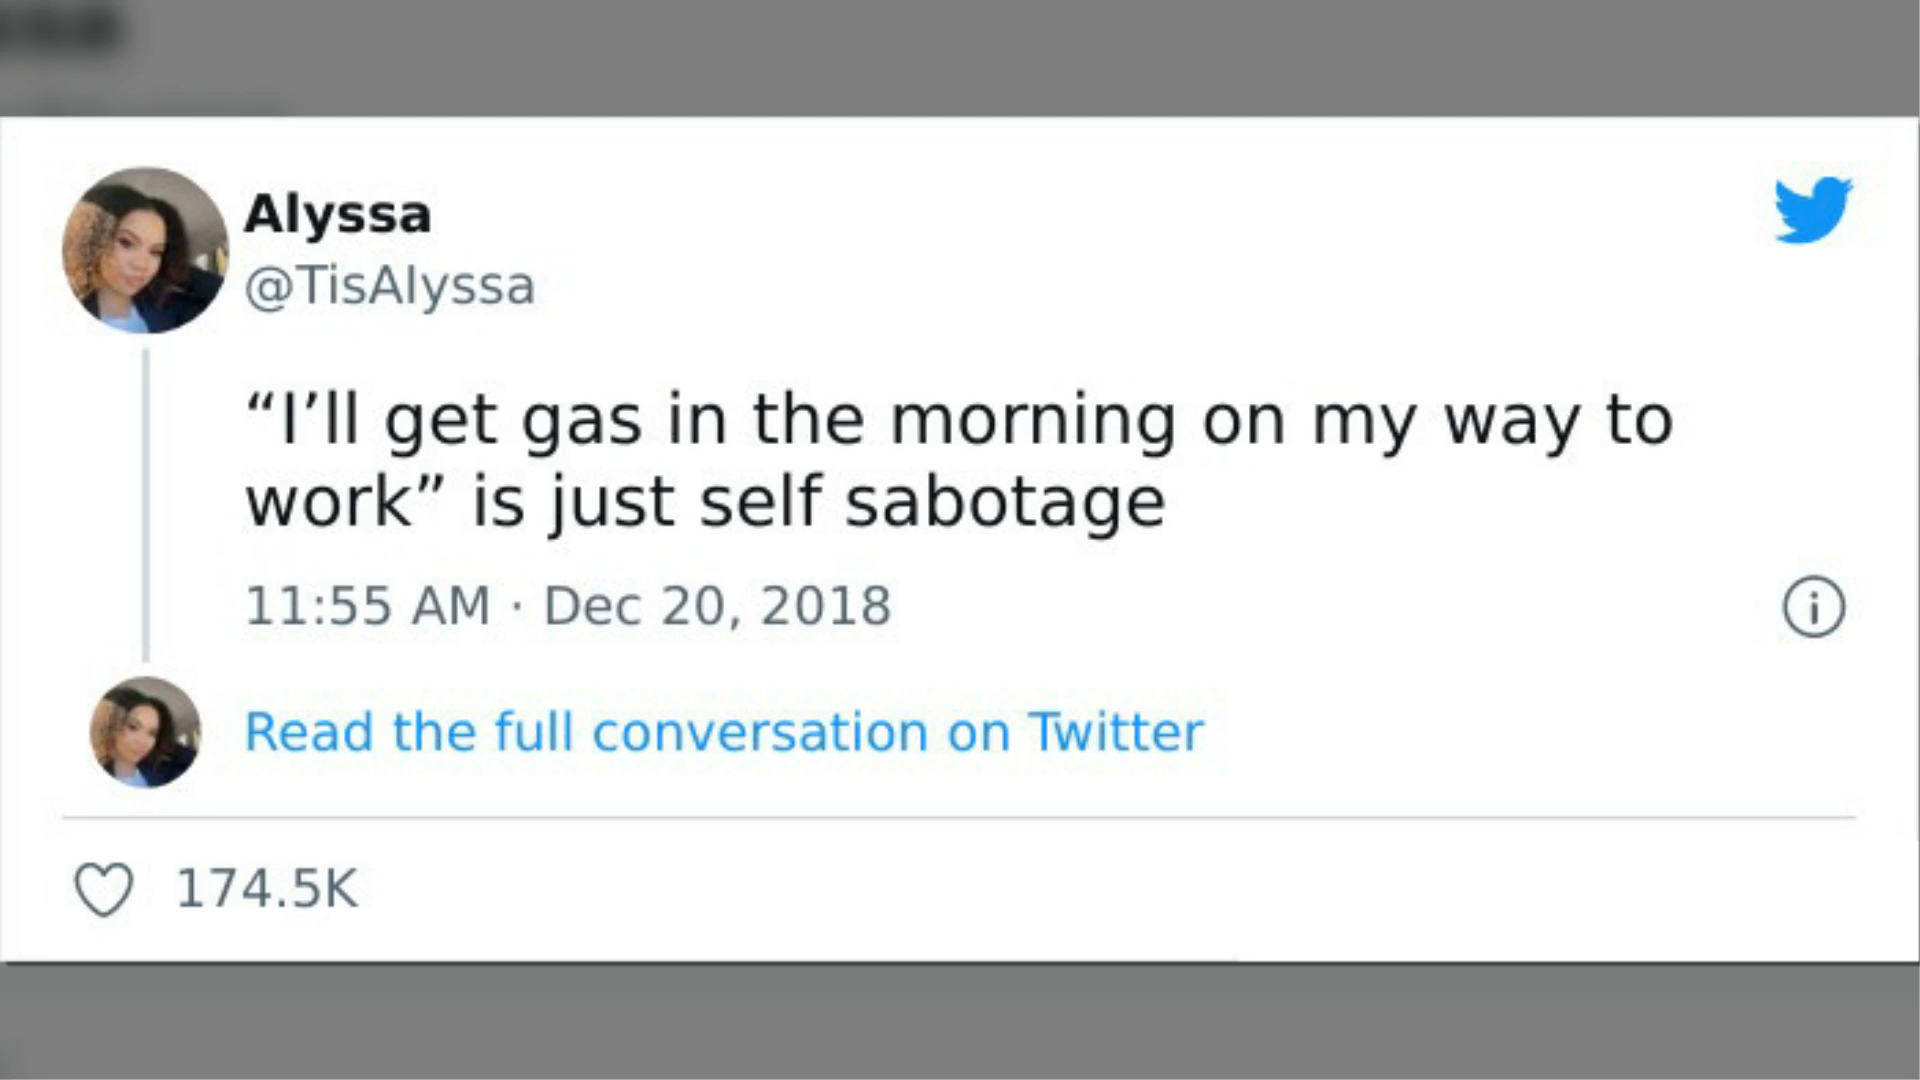 Alyssa
@TisAlyssa
“I’ll get gas in the morning on my way to
work” is just self sabotage
11:55 AM · Dec 20, 2018
Read the full conversation on Twitter
174.5K